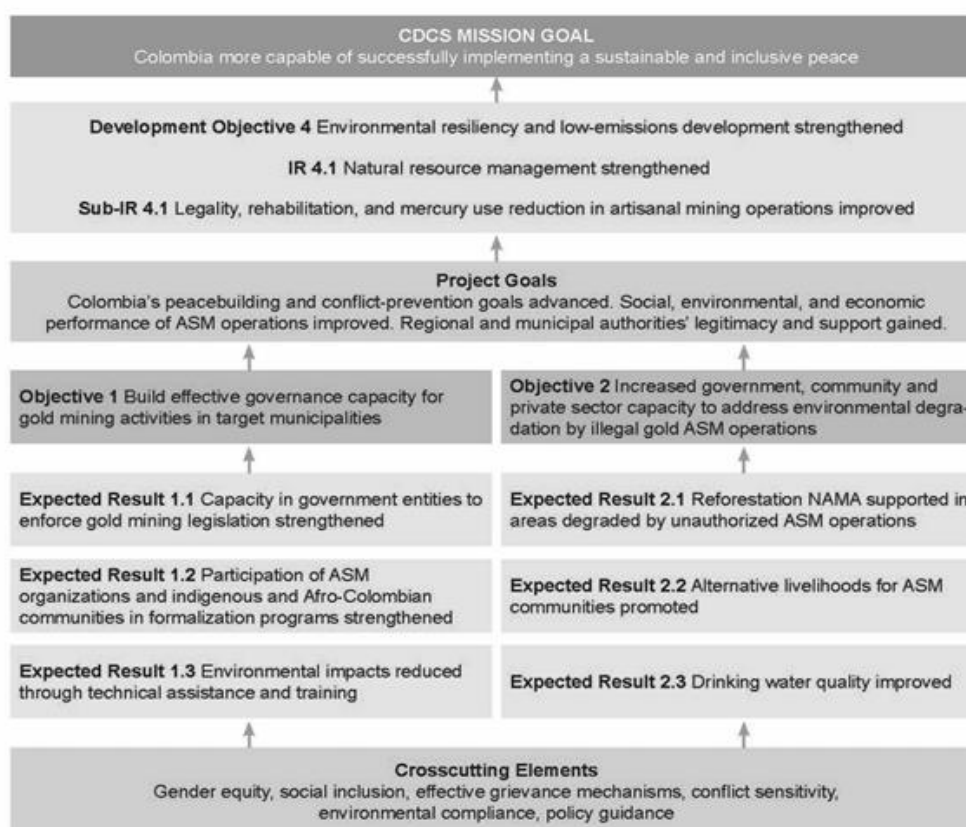 CDCS MISSION GOAL
Colombia more capable of successfully implementing a sustainable and inclusive peace
Development Objective 4 Environmental resiliency and low-emissions development strengthened
IR 4.1 Natural resource management strengthened
Sub-IR 4.1 Legality, rehabilitation, and mercury use reduction in artisanal mining operations improved
Project Goals
Colombia's peacebuilding and conflict-prevention goals advanced. Social, environmental, and economic
performance of ASM operations improved. Regional and municipal authorities' legitimacy and support gained.
Objective 1 Build effective governance capacity for
gold mining activities in target municipalities
Expected Result 1.1 Capacity in government entities to
enforce gold mining legislation strengthened
Expected Result 1.2 Participation of ASM
organizations and indigenous and Afro-Colombian
communities in formalization programs strengthened
Expected Result 1.3 Environmental impacts reduced
through technical assistance and training
Objective 2 Increased government, community and
private sector capacity to address environmental degra-
dation by illegal gold ASM operations
Expected Result 2.1 Reforestation NAMA supported in
areas degraded by unauthorized ASM operations
Expected Result 2.2 Alternative livelihoods for ASM
communities promoted
Expected Result 2.3 Drinking water quality improved
Crosscutting Elements
Gender equity, social inclusion, effective grievance mechanisms, conflict sensitivity,
environmental compliance, policy guidance